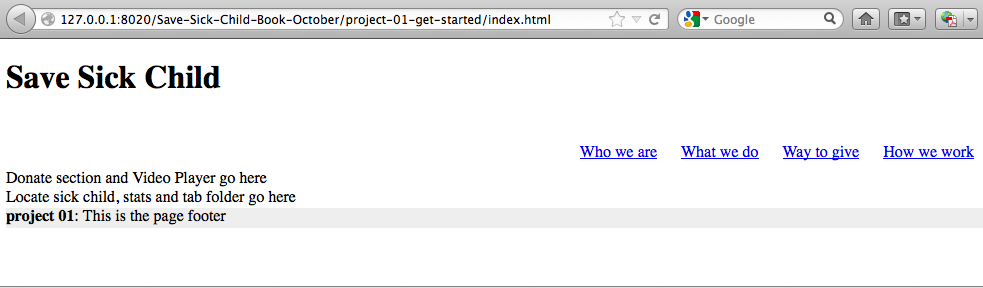 127.0.0.1:8020/Save-Sick-Child-Book-October/project-01-get-started/index.html Google
Save Sick Child
Who we are What we do Way to give How we work
Donate section and Video Player go here
Locate sick child, stats and tab folder go here
project 01: This is the page footer